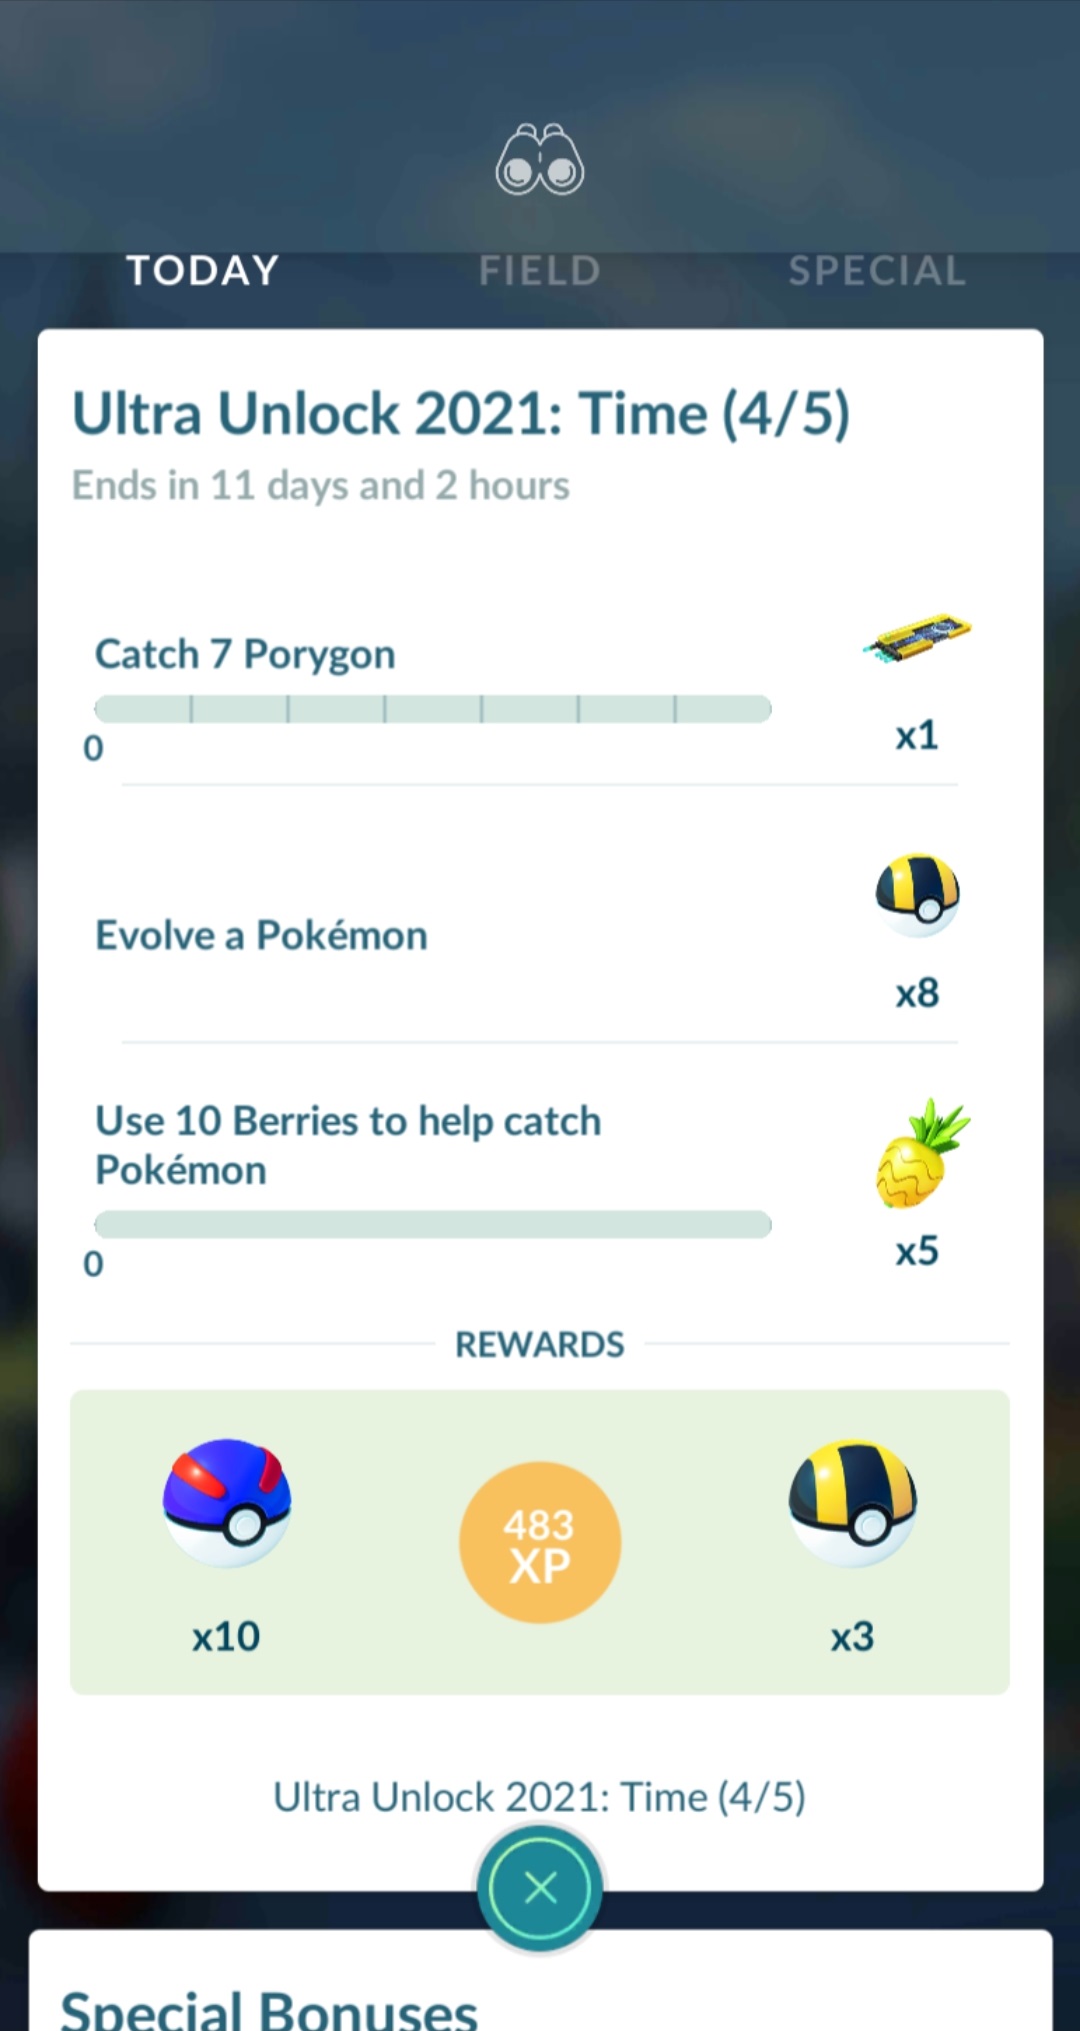 TODAY FIELD SPECIAL
Ultra Unlock 2021: Time (4/5)
Ends in 11 days and 2 hours
Catch 7 Porygon
0
x1
Evolve a Pokémon
x8
Use 10 Berries to help catch
Pokémon
0
x5
REWARDS
483
XP
x10
x3
Ultra Unlock 2021: Time (4/5)
Special Bonuses